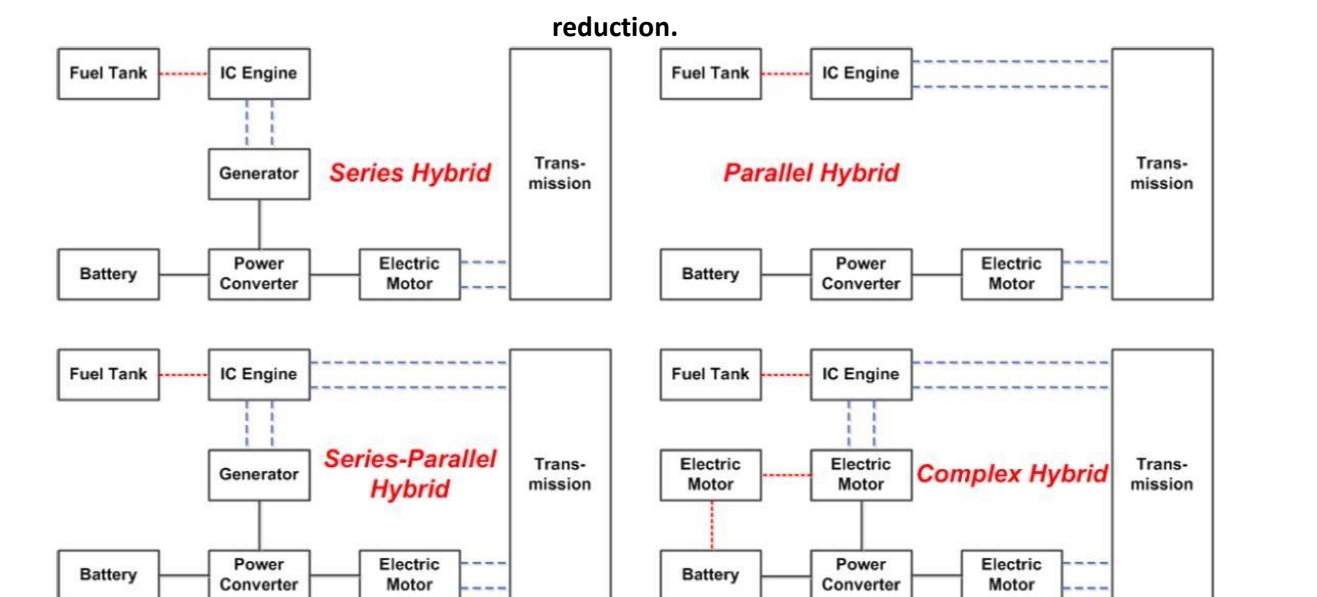 reduction.
Fuel Tank
IC Engine
Generator
Series Hybrid
Trans-
mission
Battery
Power
Converter
Electric
Motor
Fuel Tank
IC Engine
Parallel Hybrid
Trans-
mission
Battery
Power
Converter
Electric
Motor
Fuel Tank
IC Engine
Generator
Series-Parallel
Hybrid
Trans-
mission
Battery
Power
Converter
Electric
Motor
Fuel Tank
IC Engine
Electric
Motor
Electric
Motor
Complex Hybrid
Trans-
mission
Battery
Power
Converter
Electric
Motor